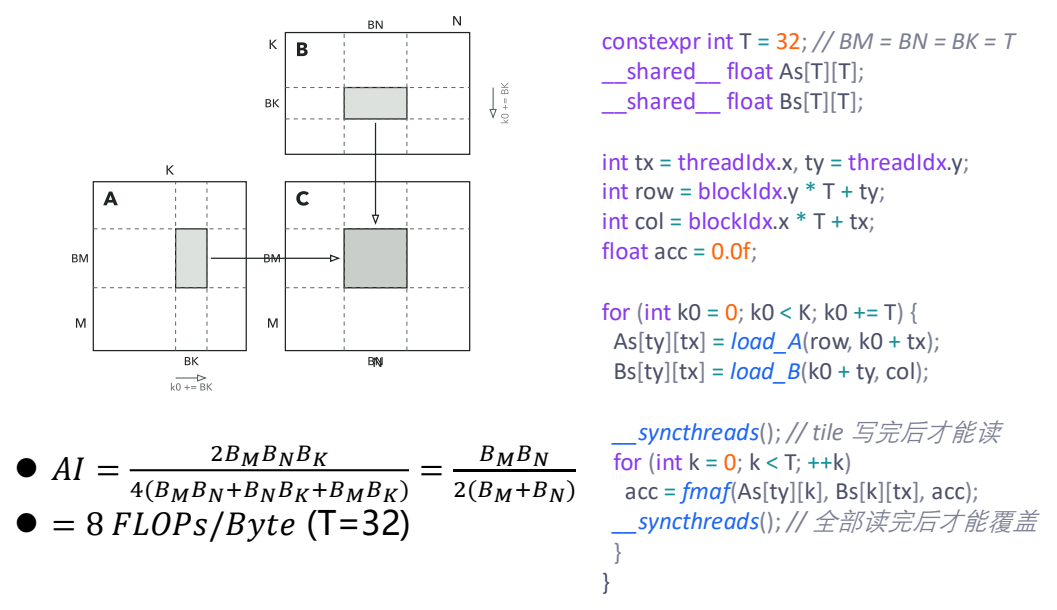 BN
N
K
B
BK
k0 += BK
K
A
C
BM
BM
M
M
BK
k0 += BK
N
● AI = 2B_M B_N B_K / 4(B_M B_N + B_N B_K + B_M B_K) = B_M B_N / 2(B_M + B_N)
● = 8 FLOPs/Byte (T=32)
constexpr int T = 32; // BM = BN = BK = T
__shared__ float As[T][T];
__shared__ float Bs[T][T];
int tx = threadIdx.x, ty = threadIdx.y;
int row = blockIdx.y * T + ty;
int col = blockIdx.x * T + tx;
float acc = 0.0f;
for (int k0 = 0; k0 < K; k0 += T) {
As[ty][tx] = load_A(row, k0 + tx);
Bs[ty][tx] = load_B(k0 + ty, col);
__syncthreads(); // tile 写完后才能读
for (int k = 0; k < T; ++k)
acc = fmaf(As[ty][k], Bs[k][tx], acc);
__syncthreads(); // 全部读完后才能覆盖
}
}